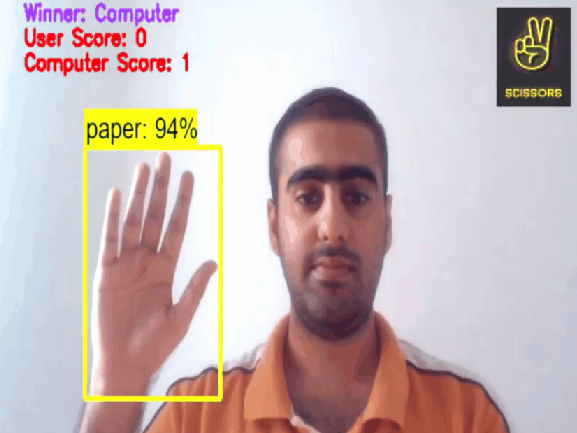 Winner: Computer
User Score: 0
Computer Score: 1
SCISSORS
paper: 94%